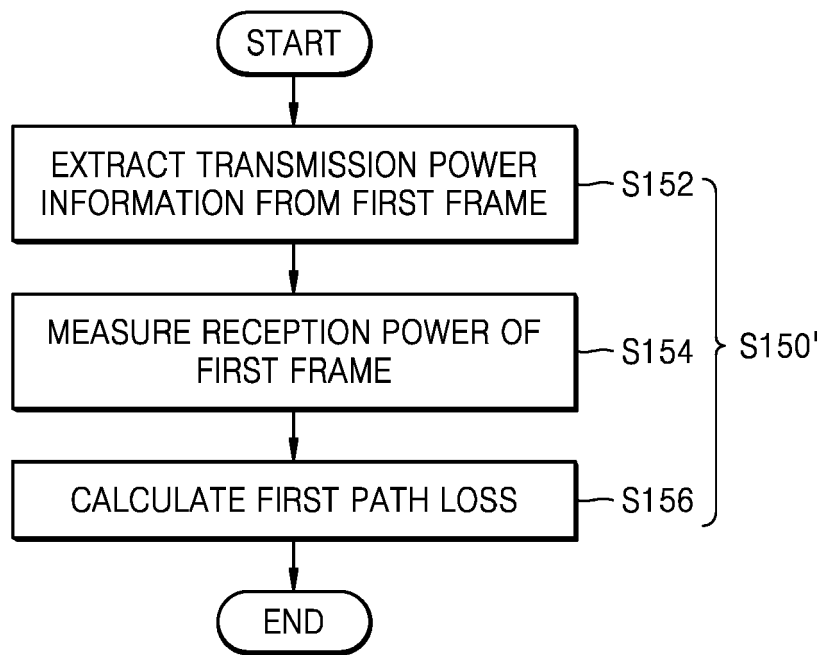 START
EXTRACT TRANSMISSION POWER
INFORMATION FROM FIRST FRAME
S152
MEASURE RECEPTION POWER OF
FIRST FRAME
S154
S150'
CALCULATE FIRST PATH LOSS
S156
END